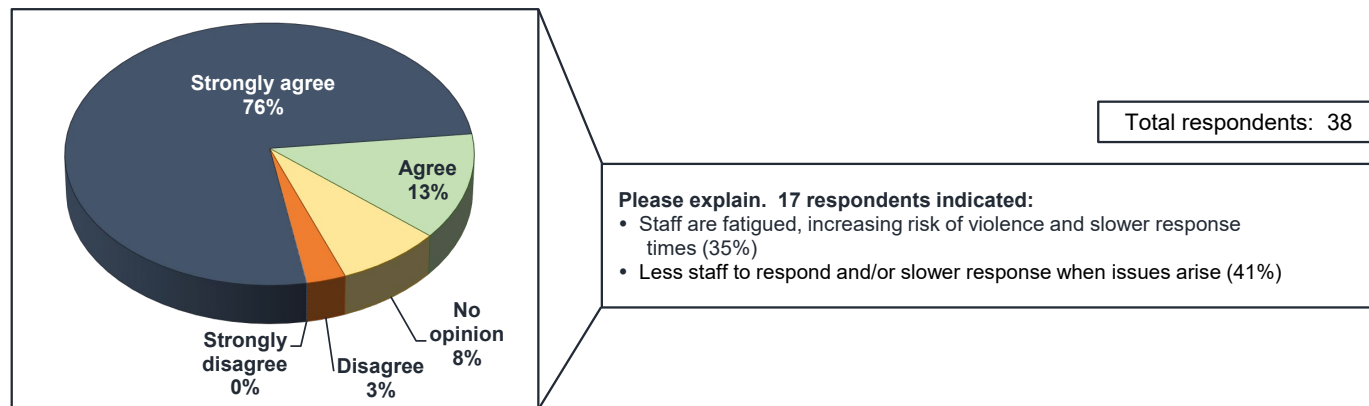 Strongly agree
76%
Agree
13%
No
opinion
8%
Disagree
3%
Strongly
disagree
0%
Total respondents:  38
Please explain.  17 respondents indicated:
• Staff are fatigued, increasing risk of violence and slower response
times (35%)
• Less staff to respond and/or slower response when issues arise (41%)